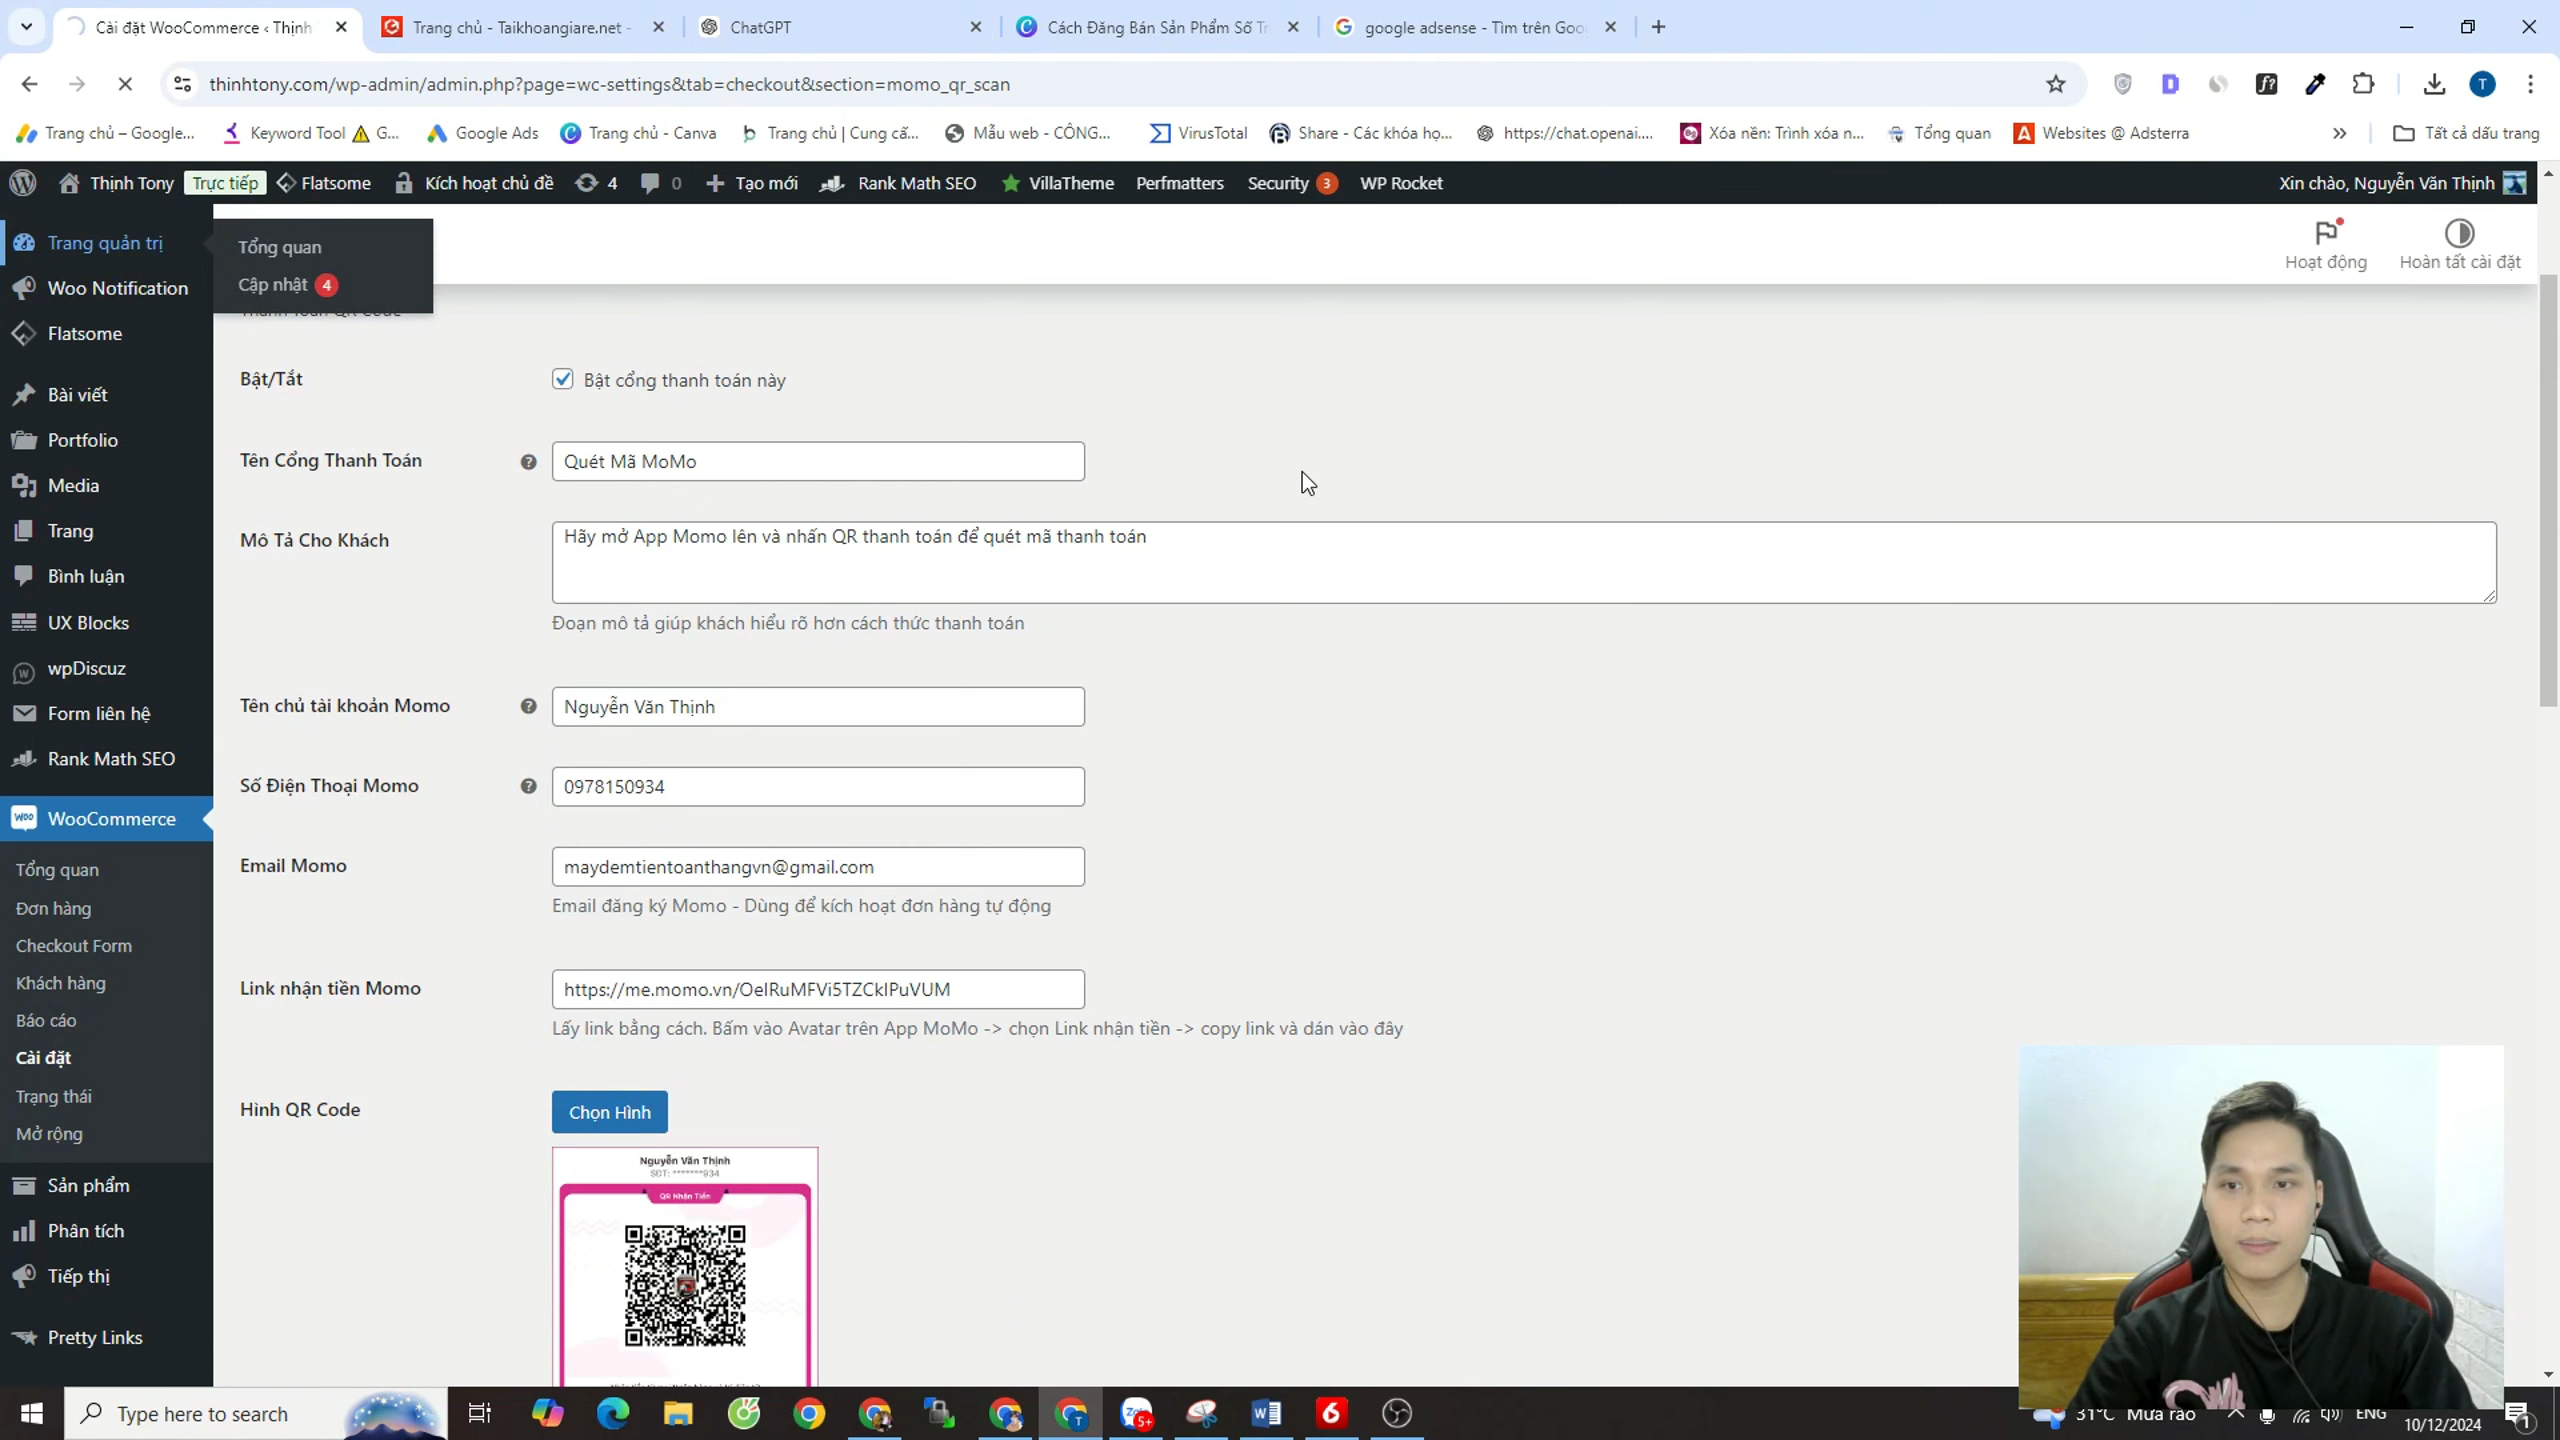 Cài đặt WooCommerce ‹ Thịnh
Trang chủ - Taikhoangiare.net -
ChatGPT
Cách Đăng Bán Sản Phẩm Số Tr
google adsense - Tìm trên Goo
thinhtony.com/wp-admin/admin.php?page=wc-settings&tab=checkout&section=momo_qr_scan
Trang chủ – Google...
Keyword Tool ⚠ G...
Google Ads
Trang chủ - Canva
Trang chủ | Cung cấ...
Mẫu web - CÔNG...
VirusTotal
Share - Các khóa họ...
https://chat.openai....
Xóa nền: Trình xóa n...
Tổng quan
Websites @ Adsterra
Tất cả dấu trang
Thịnh Tony
Trực tiếp
Flatsome
Kích hoạt chủ đề
4
0
Tạo mới
Rank Math SEO
VillaTheme
Perfmatters
Security 3
WP Rocket
Xin chào, Nguyễn Văn Thịnh
Trang quản trị
Tổng quan
Cập nhật 4
Hoạt động
Hoàn tất cài đặt
Woo Notification
Flatsome
Bài viết
Portfolio
Media
Trang
Bình luận
UX Blocks
wpDiscuz
Form liên hệ
Rank Math SEO
WooCommerce
Tổng quan
Đơn hàng
Checkout Form
Khách hàng
Báo cáo
Cài đặt
Trạng thái
Mở rộng
Sản phẩm
Phân tích
Tiếp thị
Pretty Links
Bật/Tắt
Bật cổng thanh toán này
Tên Cổng Thanh Toán
Quét Mã MoMo
Mô Tả Cho Khách
Hãy mở App Momo lên và nhấn QR thanh toán để quét mã thanh toán
Đoạn mô tả giúp khách hiểu rõ hơn cách thức thanh toán
Tên chủ tài khoản Momo
Nguyễn Văn Thịnh
Số Điện Thoại Momo
0978150934
Email Momo
maydemtientoanthangvn@gmail.com
Email đăng ký Momo - Dùng để kích hoạt đơn hàng tự động
Link nhận tiền Momo
https://me.momo.vn/OeIRuMFVi5TZCkIPuVUM
Lấy link bằng cách. Bấm vào Avatar trên App MoMo -> chọn Link nhận tiền -> copy link và dán vào đây
Hình QR Code
Chọn Hình
Nguyễn Văn Thịnh
SĐT: *******934
QR Nhận Tiền
Type here to search
5+
31°C Mưa rào
ENG
10/12/2024
1